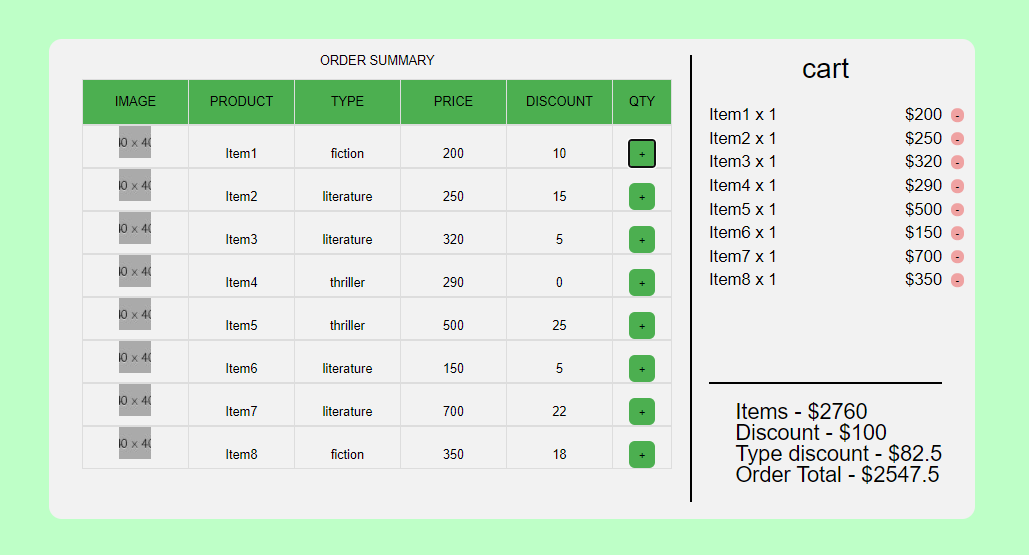 ORDER SUMMARY
IMAGE PRODUCT TYPE PRICE DISCOUNT QTY
40 × 40 Item1 fiction 200 10 +
40 × 40 Item2 literature 250 15 +
40 × 40 Item3 literature 320 5 +
40 × 40 Item4 thriller 290 0 +
40 × 40 Item5 thriller 500 25 +
40 × 40 Item6 literature 150 5 +
40 × 40 Item7 literature 700 22 +
40 × 40 Item8 fiction 350 18 +
cart
Item1 x 1 $200 -
Item2 x 1 $250 -
Item3 x 1 $320 -
Item4 x 1 $290 -
Item5 x 1 $500 -
Item6 x 1 $150 -
Item7 x 1 $700 -
Item8 x 1 $350 -
Items - $2760
Discount - $100
Type discount - $82.5
Order Total - $2547.5